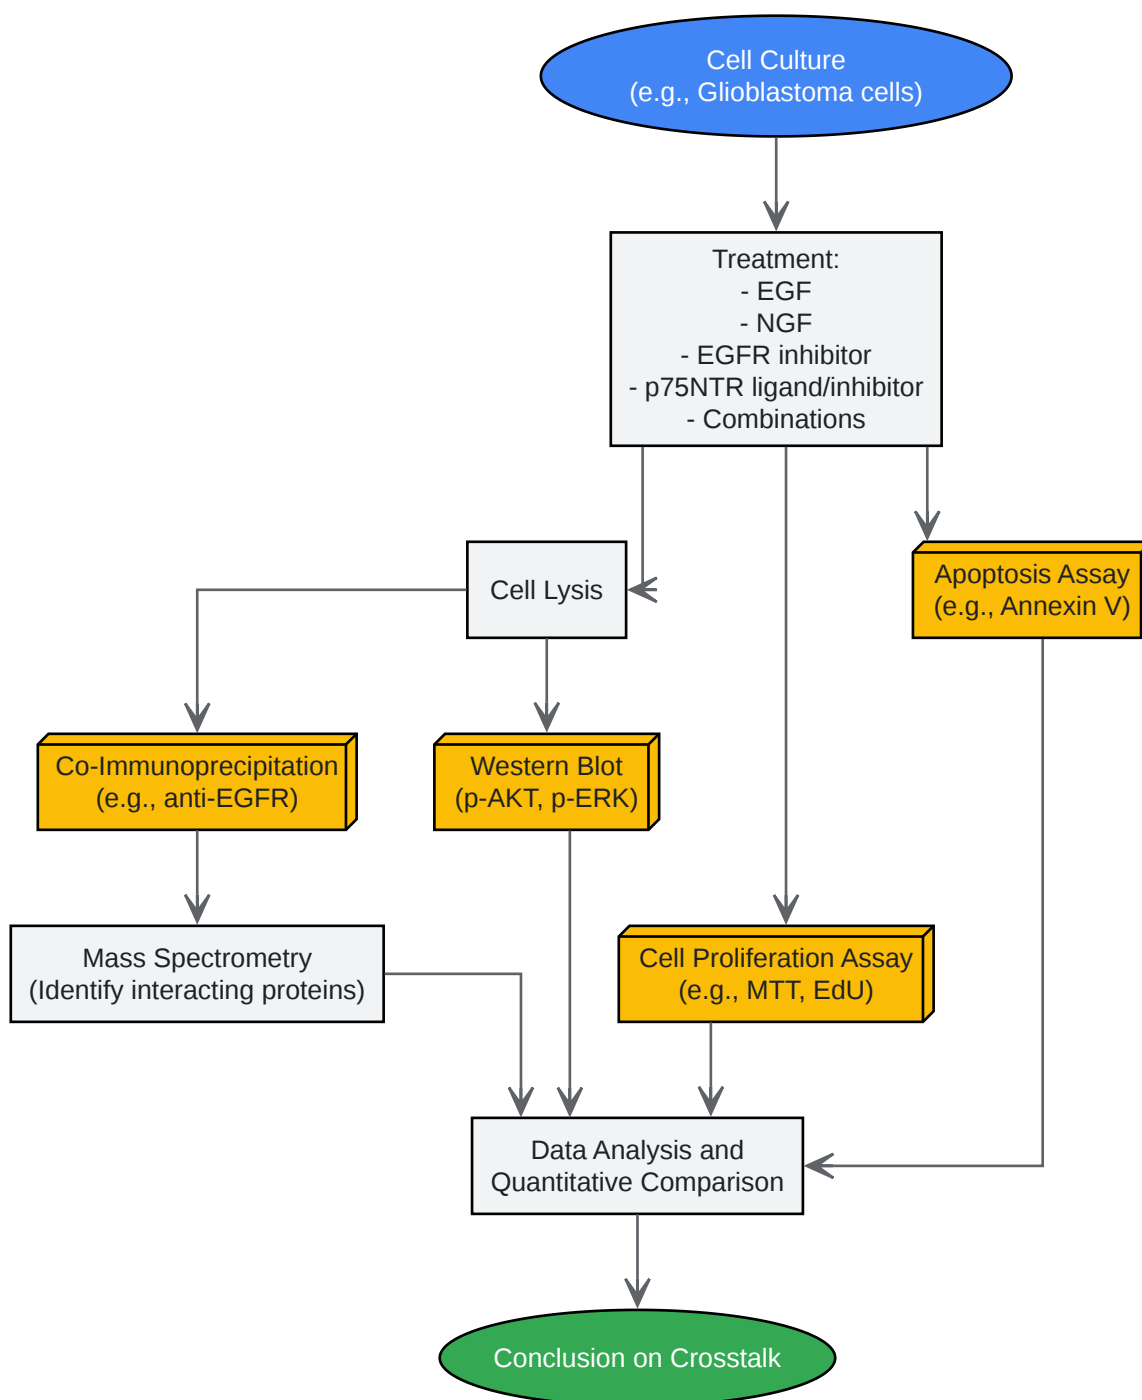 Cell Culture
(e.g., Glioblastoma cells)
Treatment:
- EGF
- NGF
- EGFR inhibitor
- p75NTR ligand/inhibitor
- Combinations
Cell Lysis
Apoptosis Assay
(e.g., Annexin V)
Co-Immunoprecipitation
(e.g., anti-EGFR)
Western Blot
(p-AKT, p-ERK)
Mass Spectrometry
(Identify interacting proteins)
Cell Proliferation Assay
(e.g., MTT, EdU)
Data Analysis and
Quantitative Comparison
Conclusion on Crosstalk